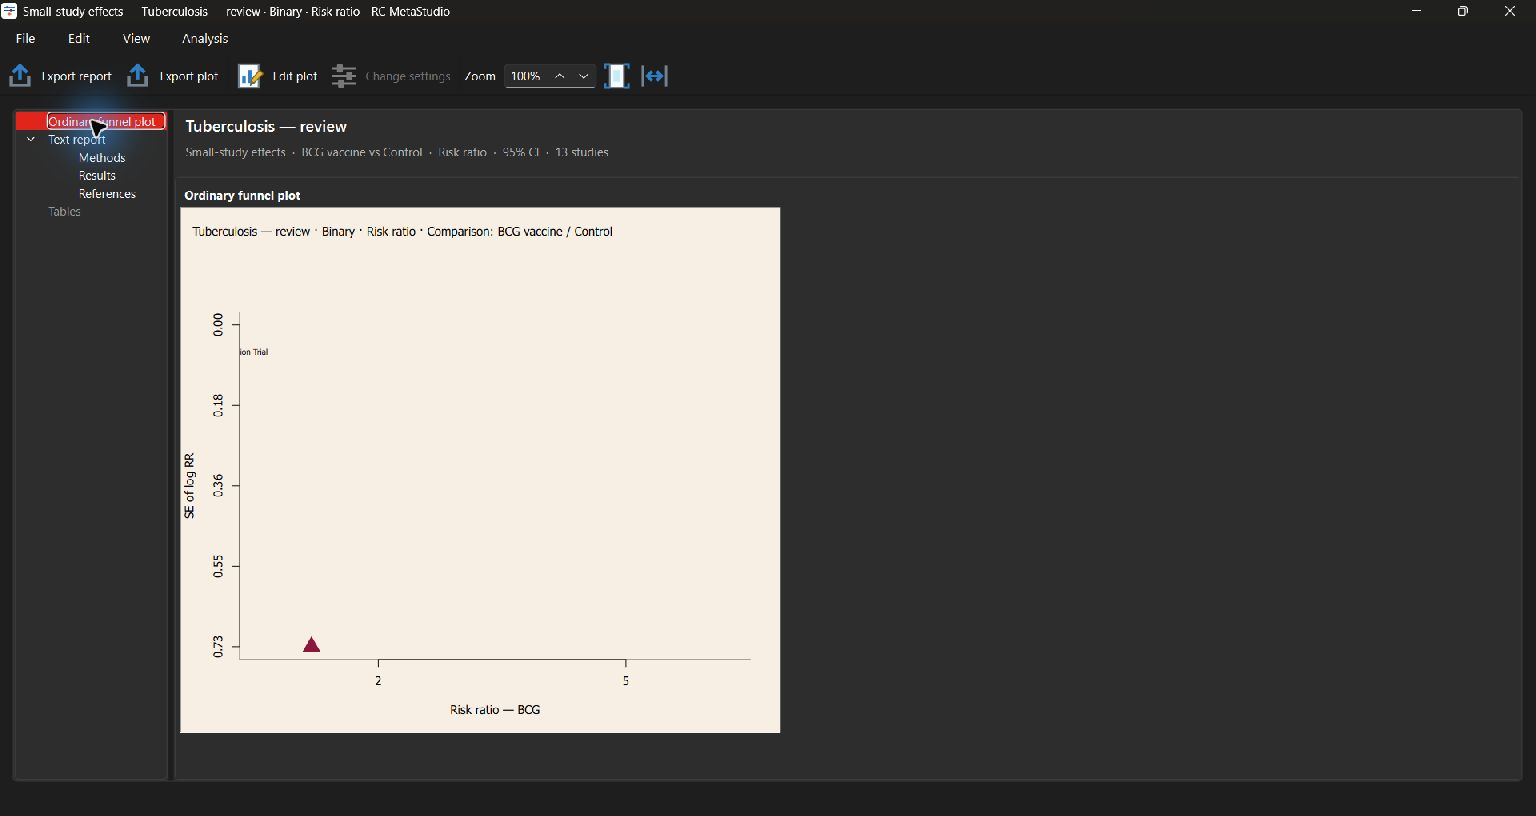 Small-study effects Tuberculosis review · Binary · Risk ratio RC MetaStudio
File Edit View Analysis
Export report Export plot Edit plot Change settings Zoom 100%
Ordinary funnel plot
Text report
Methods
Results
References
Tables
Tuberculosis — review
Small-study effects · BCG vaccine vs Control · Risk ratio · 95% CI · 13 studies
Ordinary funnel plot
Tuberculosis — review · Binary · Risk ratio · Comparison: BCG vaccine / Control
0.00
ion Trial
0.18
0.36
SE of log RR
0.55
0.73
2 5
Risk ratio — BCG